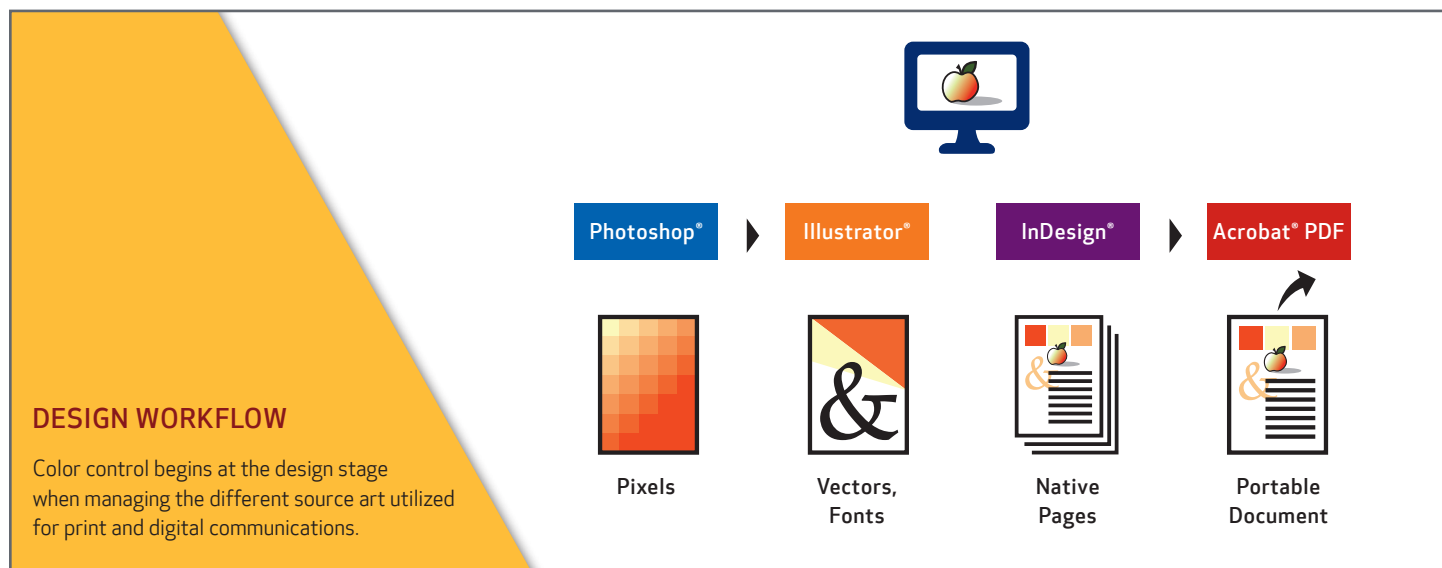 Photoshop®
Illustrator®
InDesign®
Acrobat® PDF
&
&
&
Pixels
Vectors,
Fonts
Native
Pages
Portable
Document
DESIGN WORKFLOW
Color control begins at the design stage
when managing the different source art utilized
for print and digital communications.